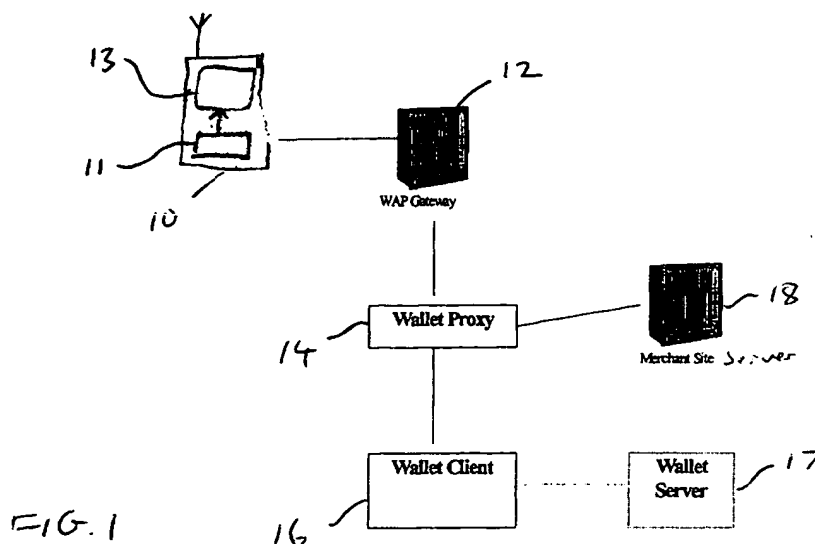 13
12
11
10
WAP Gateway
18
Wallet Proxy
14
Merchant Site Server
Wallet Client
Wallet Server
17
16
FIG. 1